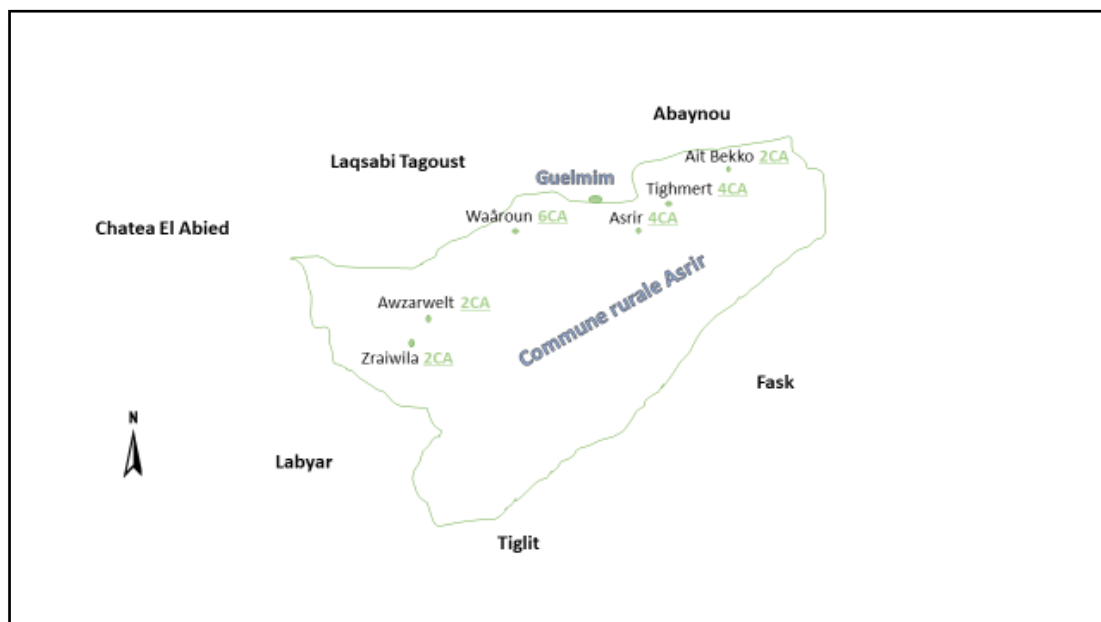 Abaynou
Ait Bekko 2CA
Laqsabi Tagoust
Guelmim
Tighmert 4CA
Waåroun 6CA
Asrir 4CA
Chatea El Abied
Commune rurale Asrir
Awzarwelt 2CA
Zraiwila 2CA
Fask
N
Labyar
Tiglit